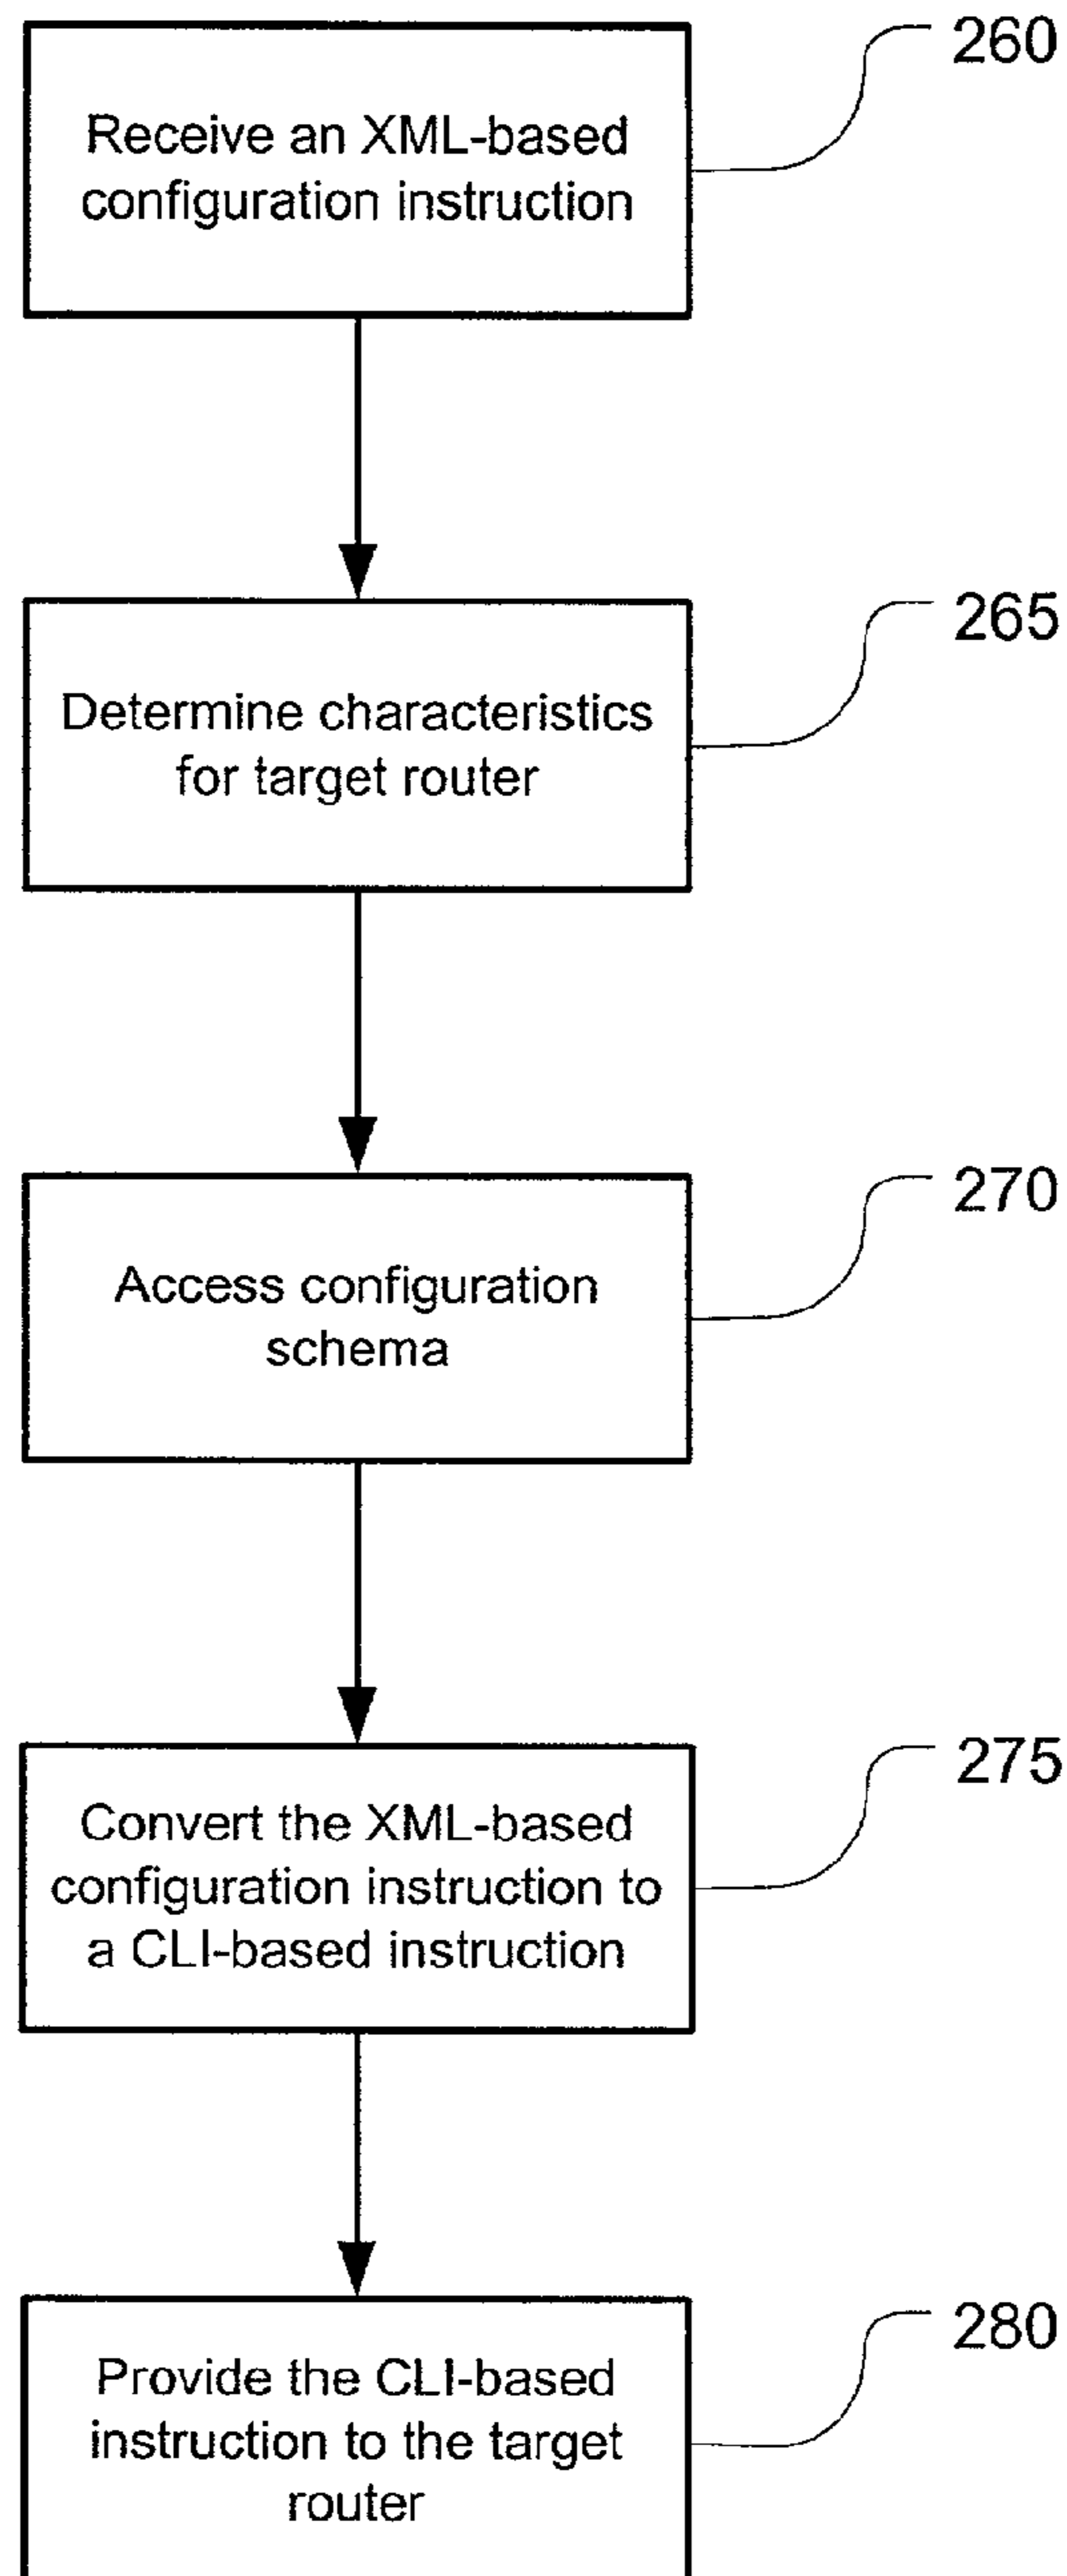 260
Receive an XML-based
configuration instruction
265
Determine characteristics
for target router
270
Access configuration
schema
275
Convert the XML-based
configuration instruction to
a CLI-based instruction
280
Provide the CLI-based
instruction to the target
router